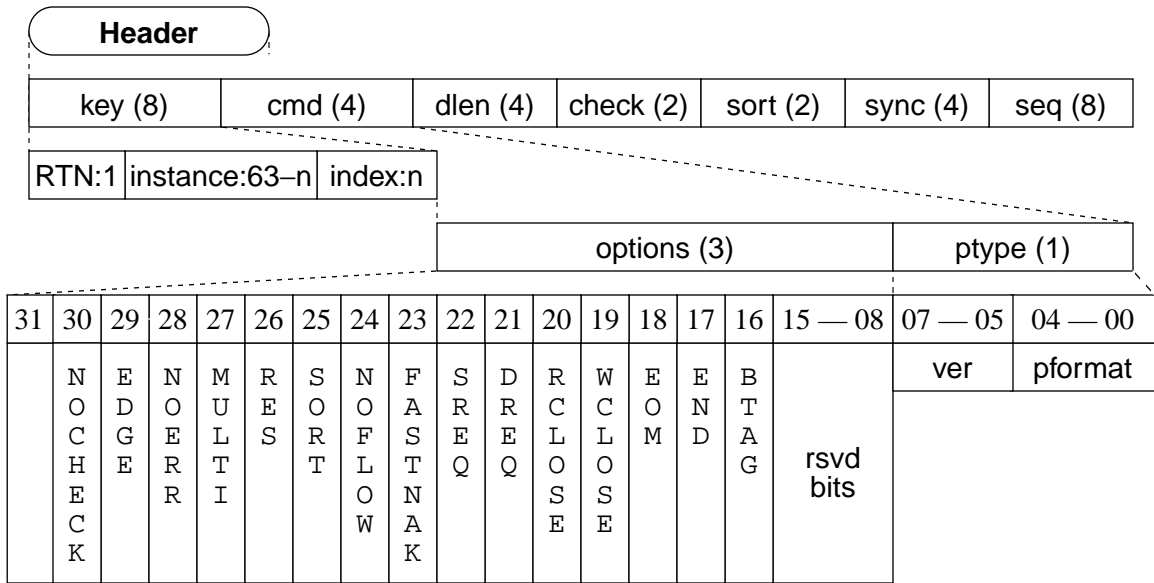 Header
key (8) cmd (4) dlen (4) check (2) sort (2) sync (4) seq (8)
RTN:1 instance:63–n index:n
options (3) ptype (1)
31 30 29 28 27 26 25 24 23 22 21 20 19 18 17 16 15 — 08 07 — 05 04 — 00
NOCHECK
EDGE
NOERR
MULTI
RES
SORT
NOFLOW
FASTNAK
SREQ
DREQ
RCLOSE
WCLOSE
EOM
END
BTAG
rsvd
bits
ver pformat